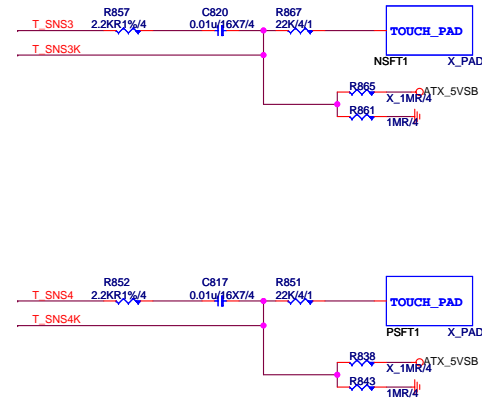 R857 C820 R867
T_SNS3 2.2KR1%/4 0.01u/16X7/4 22K/4/1
TOUCH_PAD
T_SNS3K
NSFT1 X_PAD
R865
X_1MR/4 ATX_5VSB
R861
1MR/4
R852 C817 R851
T_SNS4 2.2KR1%/4 0.01u/16X7/4 22K/4/1
TOUCH_PAD
T_SNS4K
PSFT1 X_PAD
R838
X_1MR/4 ATX_5VSB
R843
1MR/4